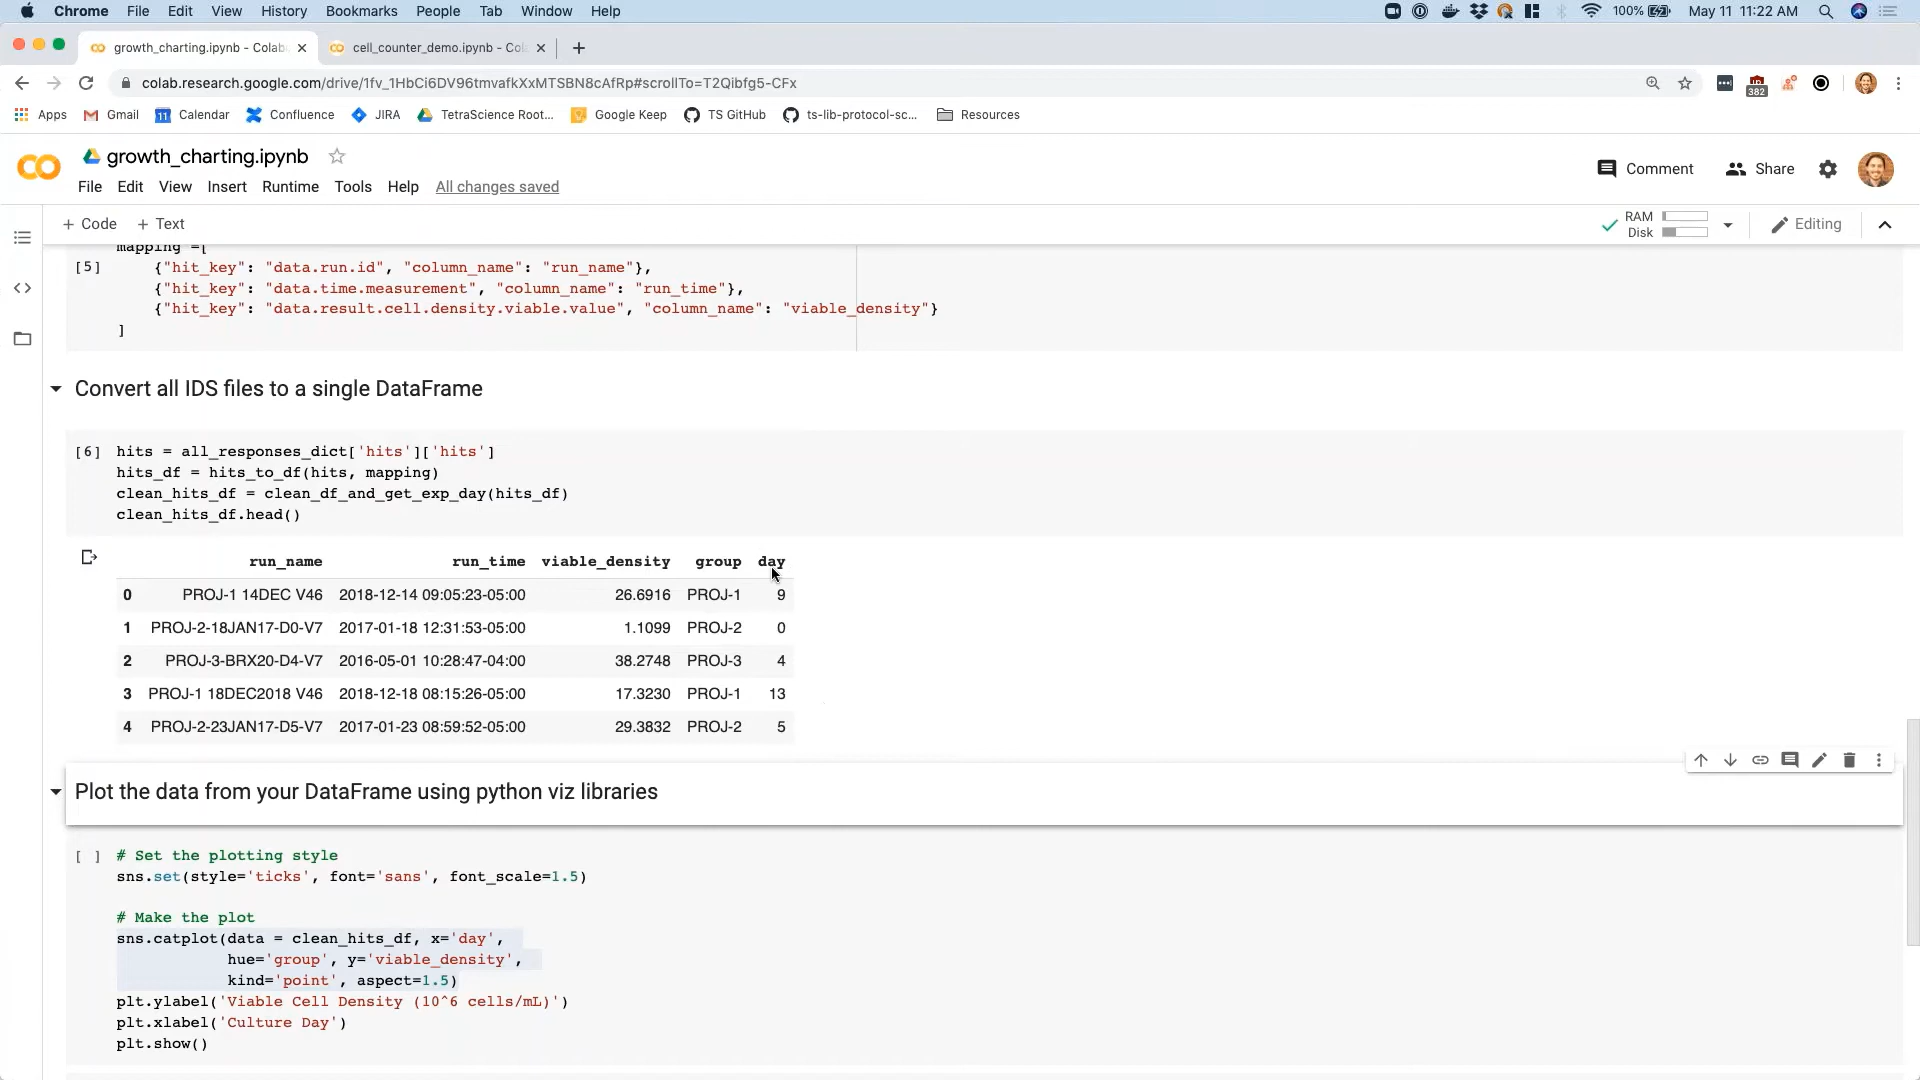 Chrome File Edit View History Bookmarks People Tab Window Help 100% May 11 11:22 AM
growth_charting.ipynb - Colab cell_counter_demo.ipynb - Co
colab.research.google.com/drive/1fv_1HbCi6DV96tmvafkXxMTSBN8cAfRp#scrollTo=T2Qibfg5-CFx 382
Apps Gmail 11 Calendar Confluence JIRA TetraScience Root... Google Keep TS GitHub ts-lib-protocol-sc... Resources
growth_charting.ipynb
Comment Share
File Edit View Insert Runtime Tools Help All changes saved
+ Code + Text RAM Disk Editing
mapping =[
[5] {"hit_key": "data.run.id", "column_name": "run_name"},
{"hit_key": "data.time.measurement", "column_name": "run_time"},
{"hit_key": "data.result.cell.density.viable.value", "column_name": "viable_density"}
]
Convert all IDS files to a single DataFrame
[6] hits = all_responses_dict['hits']['hits']
hits_df = hits_to_df(hits, mapping)
clean_hits_df = clean_df_and_get_exp_day(hits_df)
clean_hits_df.head()
run_name run_time viable_density group day
0 PROJ-1 14DEC V46 2018-12-14 09:05:23-05:00 26.6916 PROJ-1 9
1 PROJ-2-18JAN17-D0-V7 2017-01-18 12:31:53-05:00 1.1099 PROJ-2 0
2 PROJ-3-BRX20-D4-V7 2016-05-01 10:28:47-04:00 38.2748 PROJ-3 4
3 PROJ-1 18DEC2018 V46 2018-12-18 08:15:26-05:00 17.3230 PROJ-1 13
4 PROJ-2-23JAN17-D5-V7 2017-01-23 08:59:52-05:00 29.3832 PROJ-2 5
Plot the data from your DataFrame using python viz libraries
[ ] # Set the plotting style
sns.set(style='ticks', font='sans', font_scale=1.5)
# Make the plot
sns.catplot(data = clean_hits_df, x='day',
hue='group', y='viable_density',
kind='point', aspect=1.5)
plt.ylabel('Viable Cell Density (10^6 cells/mL)')
plt.xlabel('Culture Day')
plt.show()